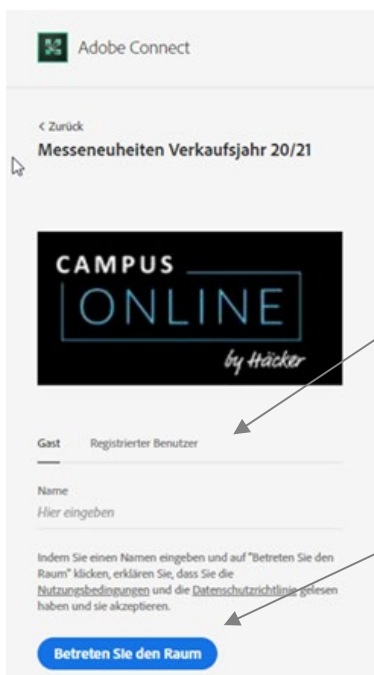 Adobe Connect
< Zurück
Messeneuheiten Verkaufsjahr 20/21
CAMPUS
ONLINE
by Häcker
Gast Registrierter Benutzer
Name
Hier eingeben
Indem Sie einen Namen eingeben und auf "Betreten Sie den
Raum" klicken, erklären Sie, dass Sie die
Nutzungsbedingungen und die Datenschutzrichtlinie gelesen
haben und sie akzeptieren.
Betreten Sie den Raum